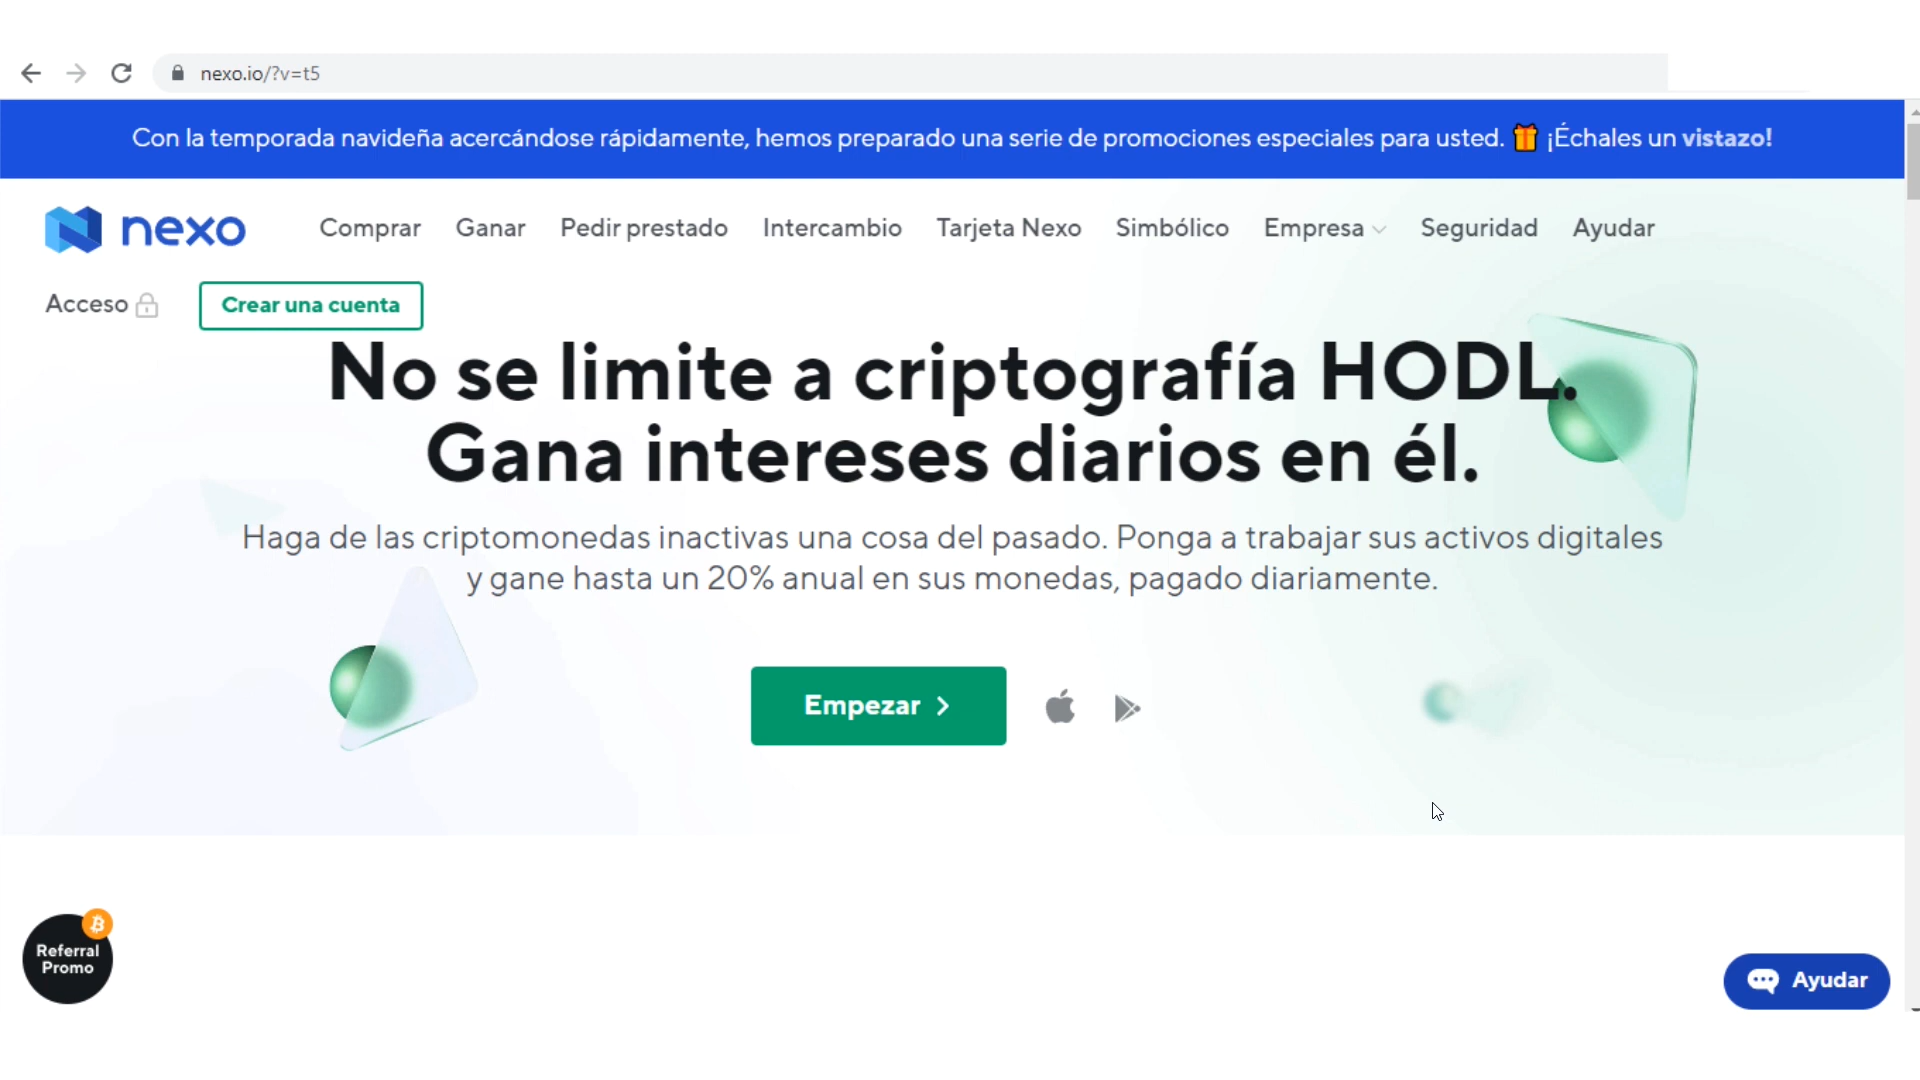 nexo.io/?v=t5
Con la temporada navideña acercándose rápidamente, hemos preparado una serie de promociones especiales para usted. 🎁 ¡Échales un vistazo!
nexo Comprar Ganar Pedir prestado Intercambio Tarjeta Nexo Simbólico Empresa Seguridad Ayudar
Acceso Crear una cuenta
No se limite a criptografía HODL.
Gana intereses diarios en él.
Haga de las criptomonedas inactivas una cosa del pasado. Ponga a trabajar sus activos digitales
y gane hasta un 20% anual en sus monedas, pagado diariamente.
Empezar
Referral
Promo
Ayudar